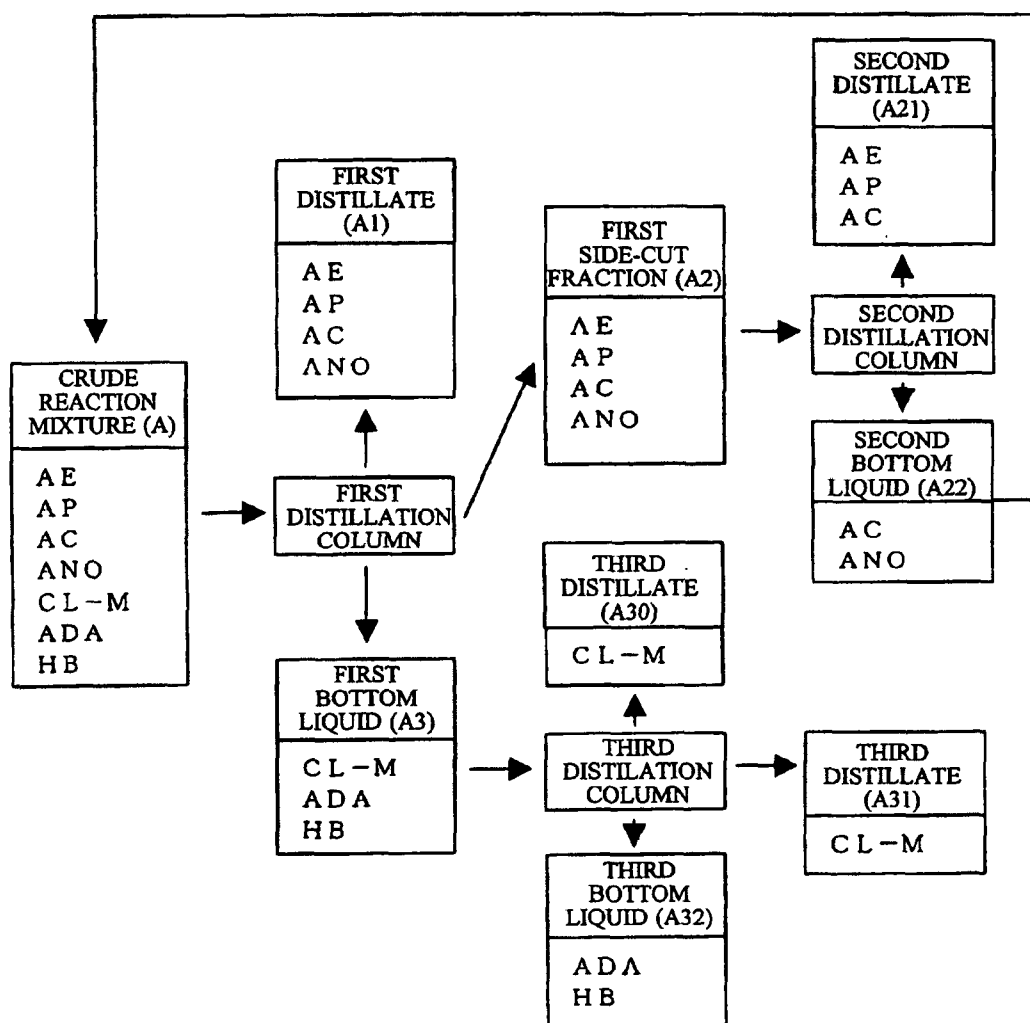 SECOND
DISTILLATE
(A21)
AE
AP
AC
FIRST
DISTILLATE
(A1)
AE
AP
AC
ΛNO
FIRST
SIDE-CUT
FRACTION (A2)
ΛE
AP
AC
ΛNO
SECOND
DISTILLATION
COLUMN
CRUDE
REACTION
MIXTURE (A)
AE
AP
AC
ANO
CL-M
ADA
HB
FIRST
DISTILLATION
COLUMN
SECOND
BOTTOM
LIQUID (A22)
AC
ANO
THIRD
DISTILLATE
(A30)
CL-M
FIRST
BOTTOM
LIQUID (A3)
CL-M
ADA
HB
THIRD
DISTILATION
COLUMN
THIRD
DISTILLATE
(A31)
CL-M
THIRD
BOTTOM
LIQUID (A32)
ADΛ
HB